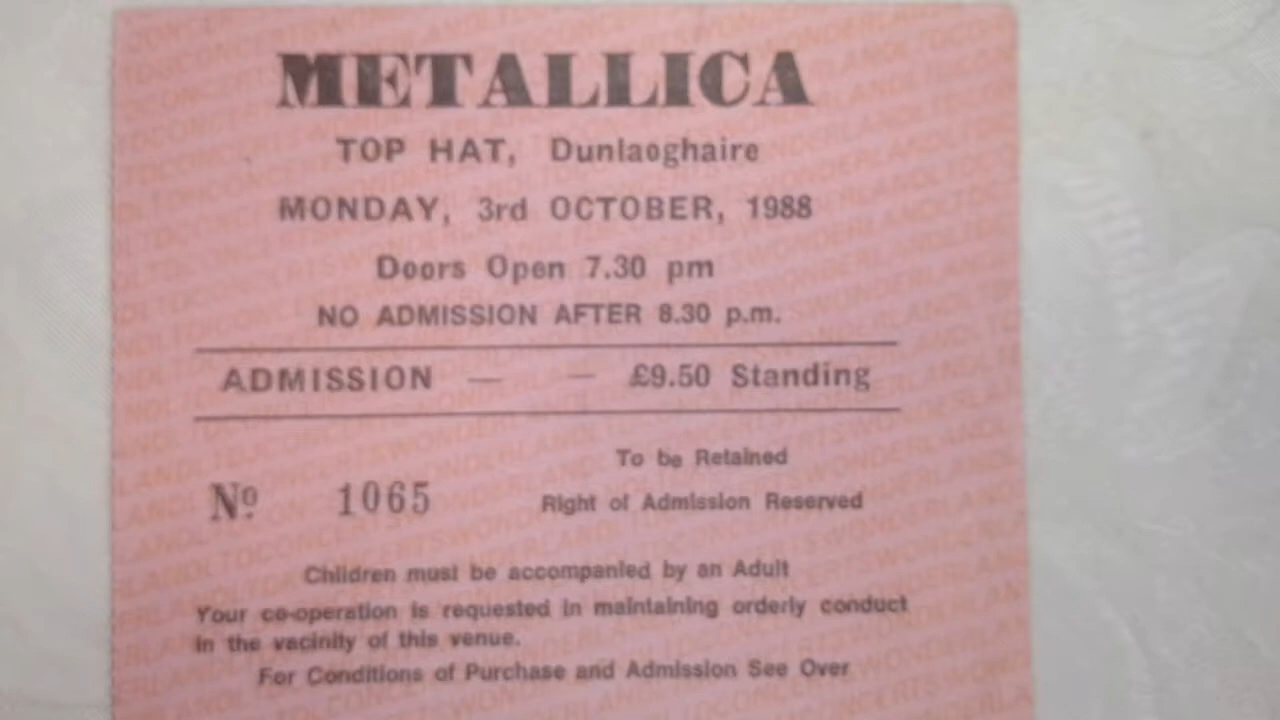 METALLICA
TOP HAT, Dunlaoghaire
MONDAY, 3rd OCTOBER, 1988
Doors Open 7.30 pm
NO ADMISSION AFTER 8.30 p.m.
ADMISSION — — £9.50 Standing
To be Retained
Nº 1065 Right of Admission Reserved
Children must be accompanied by an Adult
Your co-operation is requested in maintaining orderly conduct
in the vacinity of this venue.
For Conditions of Purchase and Admission See Over